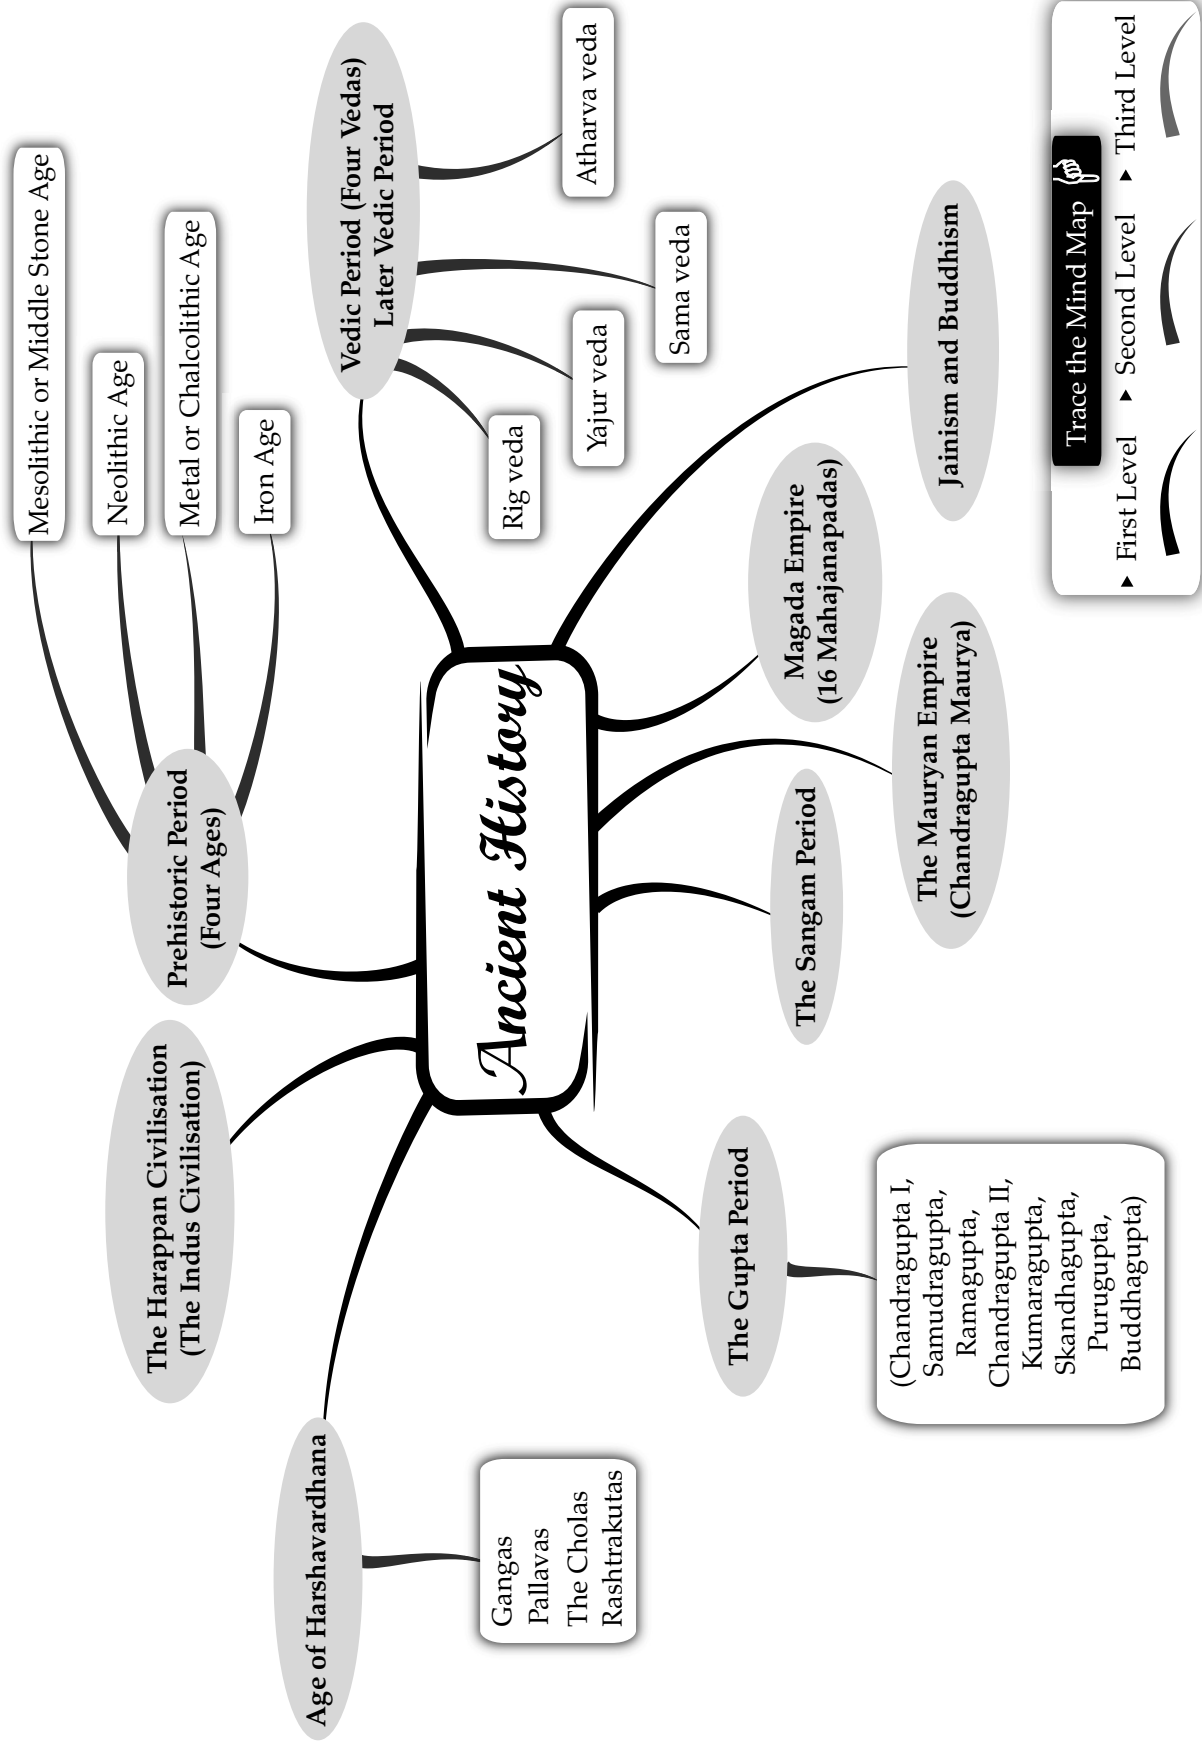 Ancient History
Prehistoric Period
(Four Ages)
Mesolithic or Middle Stone Age
Neolithic Age
Metal or Chalcolithic Age
Iron Age
Vedic Period (Four Vedas)
Later Vedic Period
Rig veda
Yajur veda
Sama veda
Atharva veda
Jainism and Buddhism
Magada Empire
(16 Mahajanapadas)
The Mauryan Empire
(Chandragupta Maurya)
The Sangam Period
The Gupta Period
(Chandragupta I,
Samudragupta,
Ramagupta,
Chandragupta II,
Kumaragupta,
Skandhagupta,
Purugupta,
Buddhagupta)
Age of Harshavardhana
Gangas
Pallavas
The Cholas
Rashtrakutas
The Harappan Civilisation
(The Indus Civilisation)
Trace the Mind Map
First Level
Second Level
Third Level